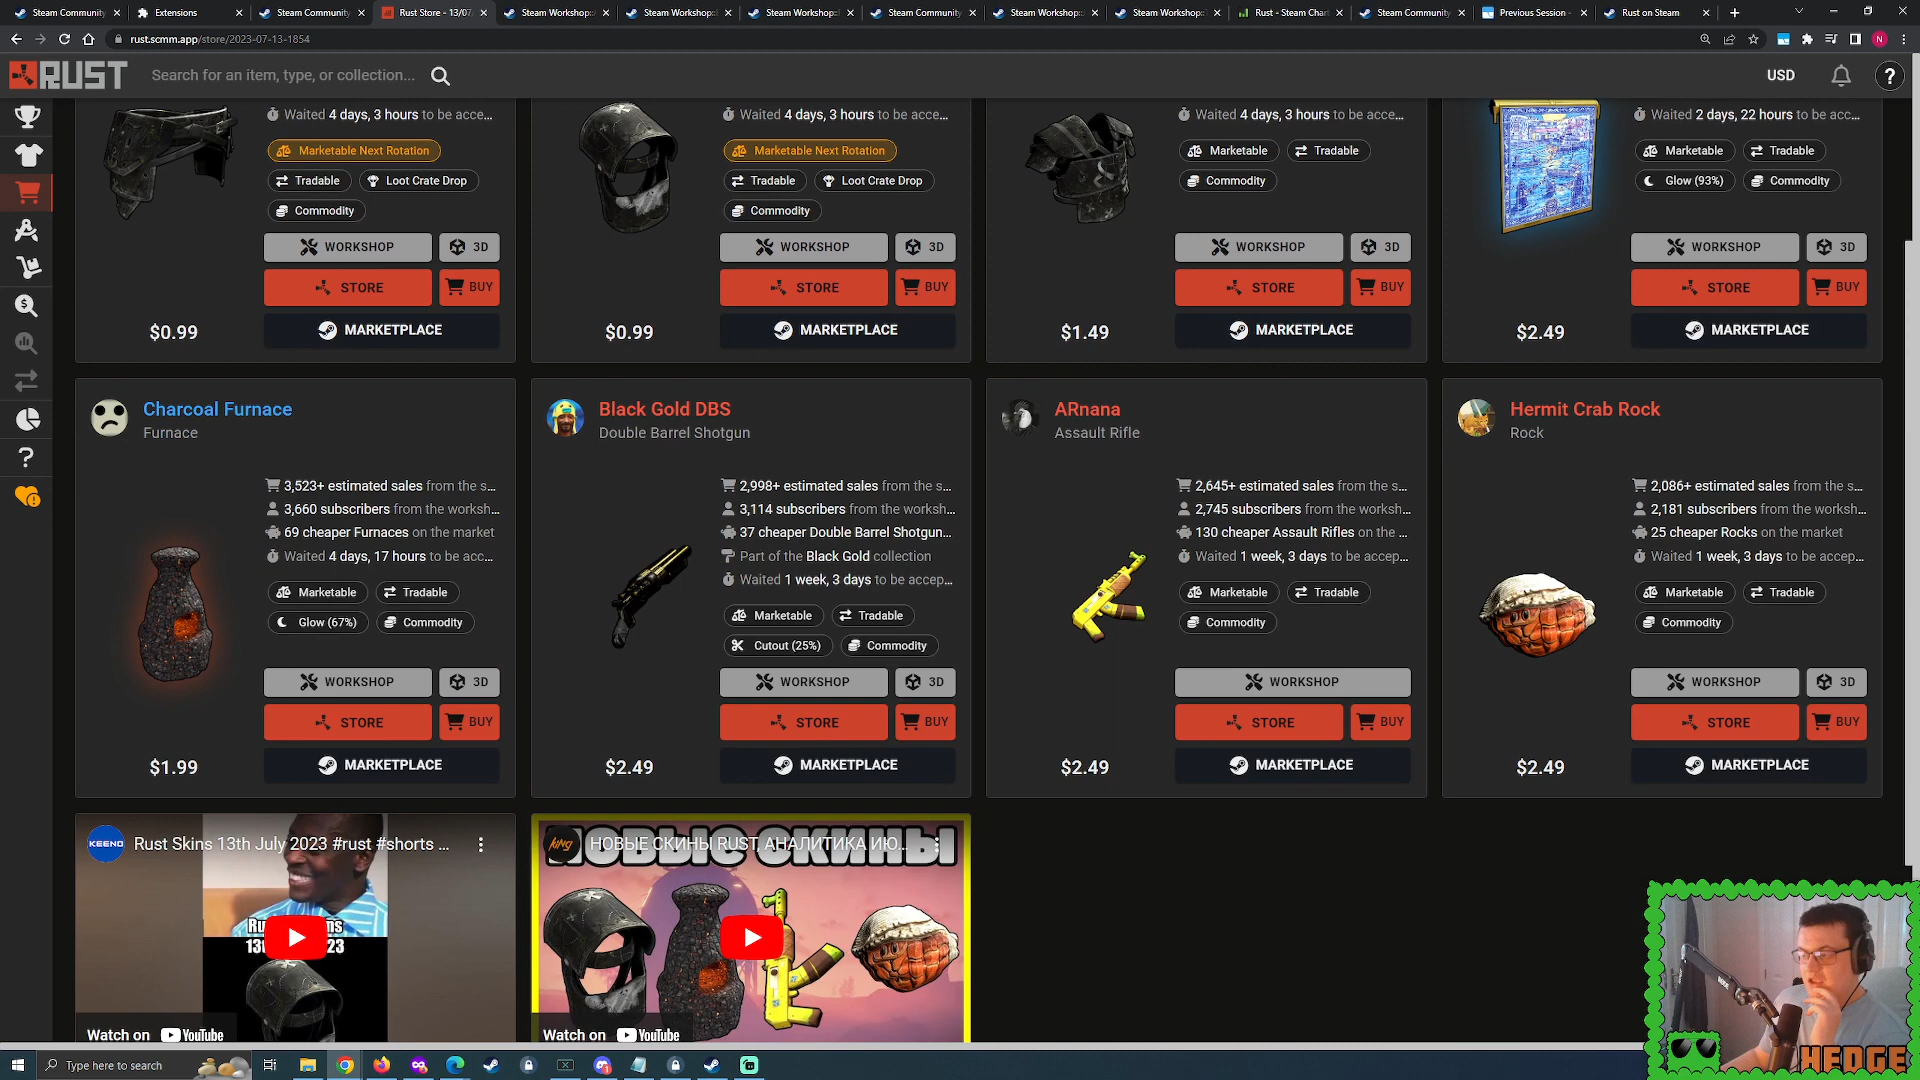 Steam Community
Extensions
Steam Community
Rust Store - 13/07
Steam Workshop::
Steam Workshop::
Steam Workshop::
Steam Community
Steam Workshop::
Steam Workshop::
Rust - Steam Char
Steam Community
Previous Session -
Rust on Steam
rust.scmm.app/store/2023-07-13-1854
N
RUST
Search for an item, type, or collection...
USD
Waited 4 days, 3 hours to be acce...
Marketable Next Rotation
Tradable
Loot Crate Drop
Commodity
WORKSHOP
3D
STORE
BUY
$0.99
MARKETPLACE
Waited 4 days, 3 hours to be acce...
Marketable Next Rotation
Tradable
Loot Crate Drop
Commodity
WORKSHOP
3D
STORE
BUY
$0.99
MARKETPLACE
Waited 4 days, 3 hours to be acce...
Marketable
Tradable
Commodity
WORKSHOP
3D
STORE
BUY
$1.49
MARKETPLACE
Waited 2 days, 22 hours to be acc...
Marketable
Tradable
Glow (93%)
Commodity
WORKSHOP
3D
STORE
BUY
$2.49
MARKETPLACE
Charcoal Furnace
Furnace
3,523+ estimated sales from the s...
3,660 subscribers from the worksh...
69 cheaper Furnaces on the market
Waited 4 days, 17 hours to be acc...
Marketable
Tradable
Glow (67%)
Commodity
WORKSHOP
3D
STORE
BUY
$1.99
MARKETPLACE
Black Gold DBS
Double Barrel Shotgun
2,998+ estimated sales from the s...
3,114 subscribers from the worksh...
37 cheaper Double Barrel Shotgun...
Part of the Black Gold collection
Waited 1 week, 3 days to be accep...
Marketable
Tradable
Cutout (25%)
Commodity
WORKSHOP
3D
STORE
BUY
$2.49
MARKETPLACE
ARnana
Assault Rifle
2,645+ estimated sales from the s...
2,745 subscribers from the worksh...
130 cheaper Assault Rifles on the ...
Waited 1 week, 3 days to be accep...
Marketable
Tradable
Commodity
WORKSHOP
STORE
BUY
$2.49
MARKETPLACE
Hermit Crab Rock
Rock
2,086+ estimated sales from the s...
2,181 subscribers from the worksh...
25 cheaper Rocks on the market
Waited 1 week, 3 days to be accep...
Marketable
Tradable
Commodity
WORKSHOP
3D
STORE
BUY
$2.49
MARKETPLACE
KEEND
Rust Skins 13th July 2023 #rust #shorts ...
Watch on YouTube
НОВЫЕ СКИНЫ
KING
НОВЫЕ СКИНЫ RUST, АНАЛИТИКА ИЮ...
Watch on YouTube
HEDGE
Type here to search